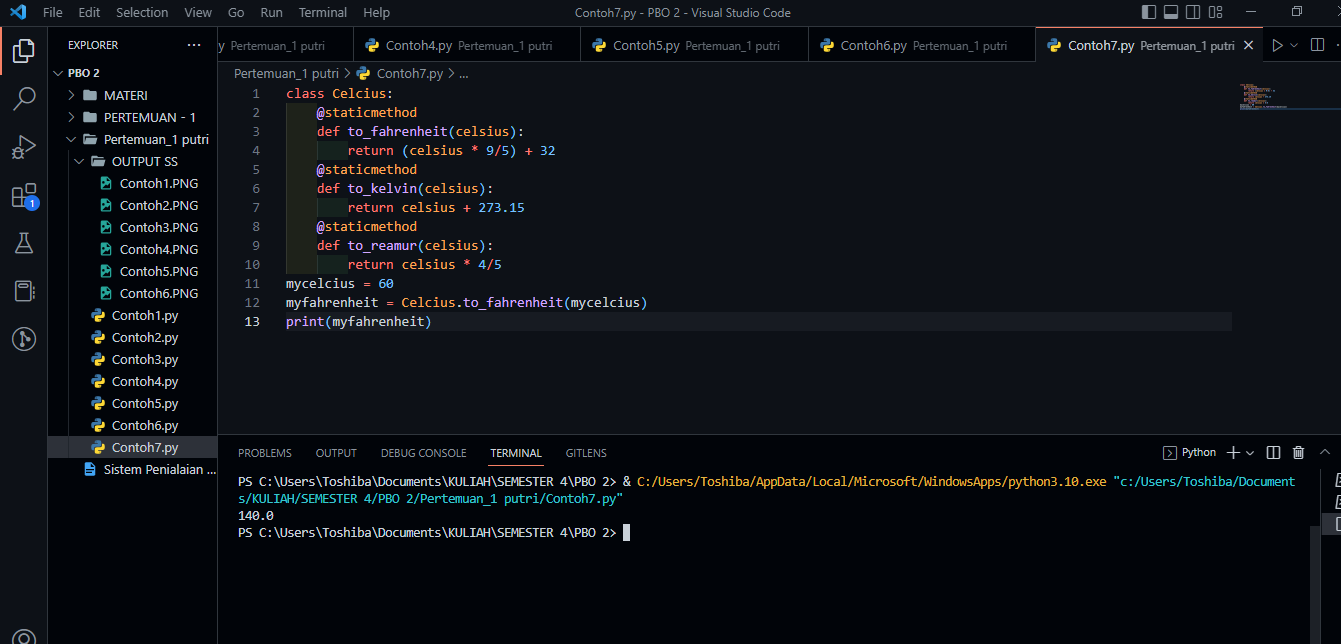 File Edit Selection View Go Run Terminal Help Contoh7.py - PBO 2 - Visual Studio Code
EXPLORER ...
y Pertemuan_1 putri Contoh4.py Pertemuan_1 putri Contoh5.py Pertemuan_1 putri Contoh6.py Pertemuan_1 putri Contoh7.py Pertemuan_1 putri
PBO 2
MATERI
PERTEMUAN - 1
Pertemuan_1 putri
OUTPUT SS
Contoh1.PNG
Contoh2.PNG
Contoh3.PNG
Contoh4.PNG
Contoh5.PNG
Contoh6.PNG
Contoh1.py
Contoh2.py
Contoh3.py
Contoh4.py
Contoh5.py
Contoh6.py
Contoh7.py
Sistem Penialaian ...
1
Pertemuan_1 putri > Contoh7.py > ...
1 class Celcius:
2 @staticmethod
3 def to_fahrenheit(celsius):
4 return (celsius * 9/5) + 32
5 @staticmethod
6 def to_kelvin(celsius):
7 return celsius + 273.15
8 @staticmethod
9 def to_reamur(celsius):
10 return celsius * 4/5
11 mycelcius = 60
12 myfahrenheit = Celcius.to_fahrenheit(mycelcius)
13 print(myfahrenheit)
PROBLEMS OUTPUT DEBUG CONSOLE TERMINAL GITLENS Python
PS C:\Users\Toshiba\Documents\KULIAH\SEMESTER 4\PBO 2> & C:/Users/Toshiba/AppData/Local/Microsoft/WindowsApps/python3.10.exe "c:/Users/Toshiba/Document
s/KULIAH/SEMESTER 4/PBO 2/Pertemuan_1 putri/Contoh7.py"
140.0
PS C:\Users\Toshiba\Documents\KULIAH\SEMESTER 4\PBO 2>